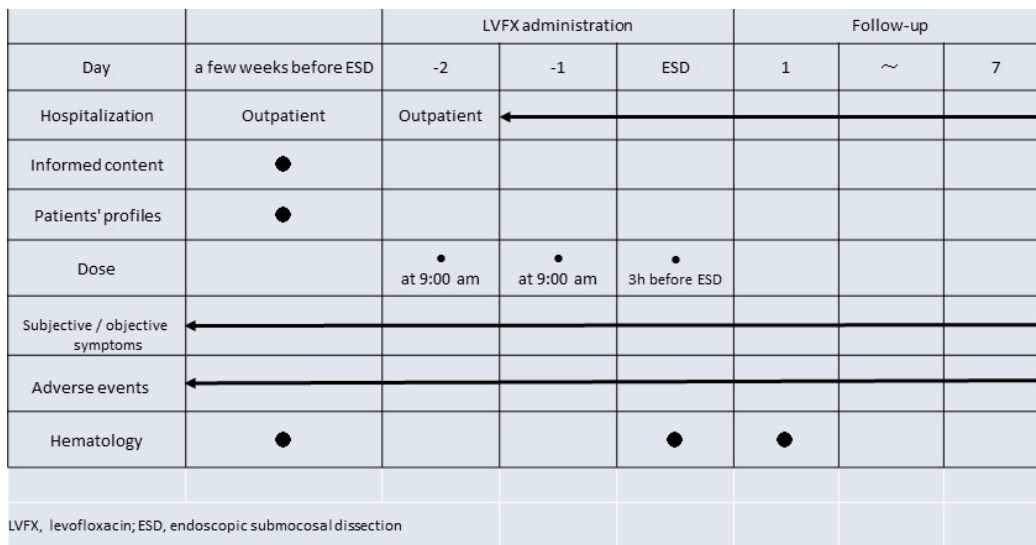 LVFX administration Follow-up
Day a few weeks before ESD -2 -1 ESD 1 ～ 7
Hospitalization Outpatient Outpatient
Informed content
Patients' profiles
Dose at 9:00 am at 9:00 am 3h before ESD
Subjective / objective
symptoms
Adverse events
Hematology
LVFX, levofloxacin; ESD, endoscopic submocosal dissection